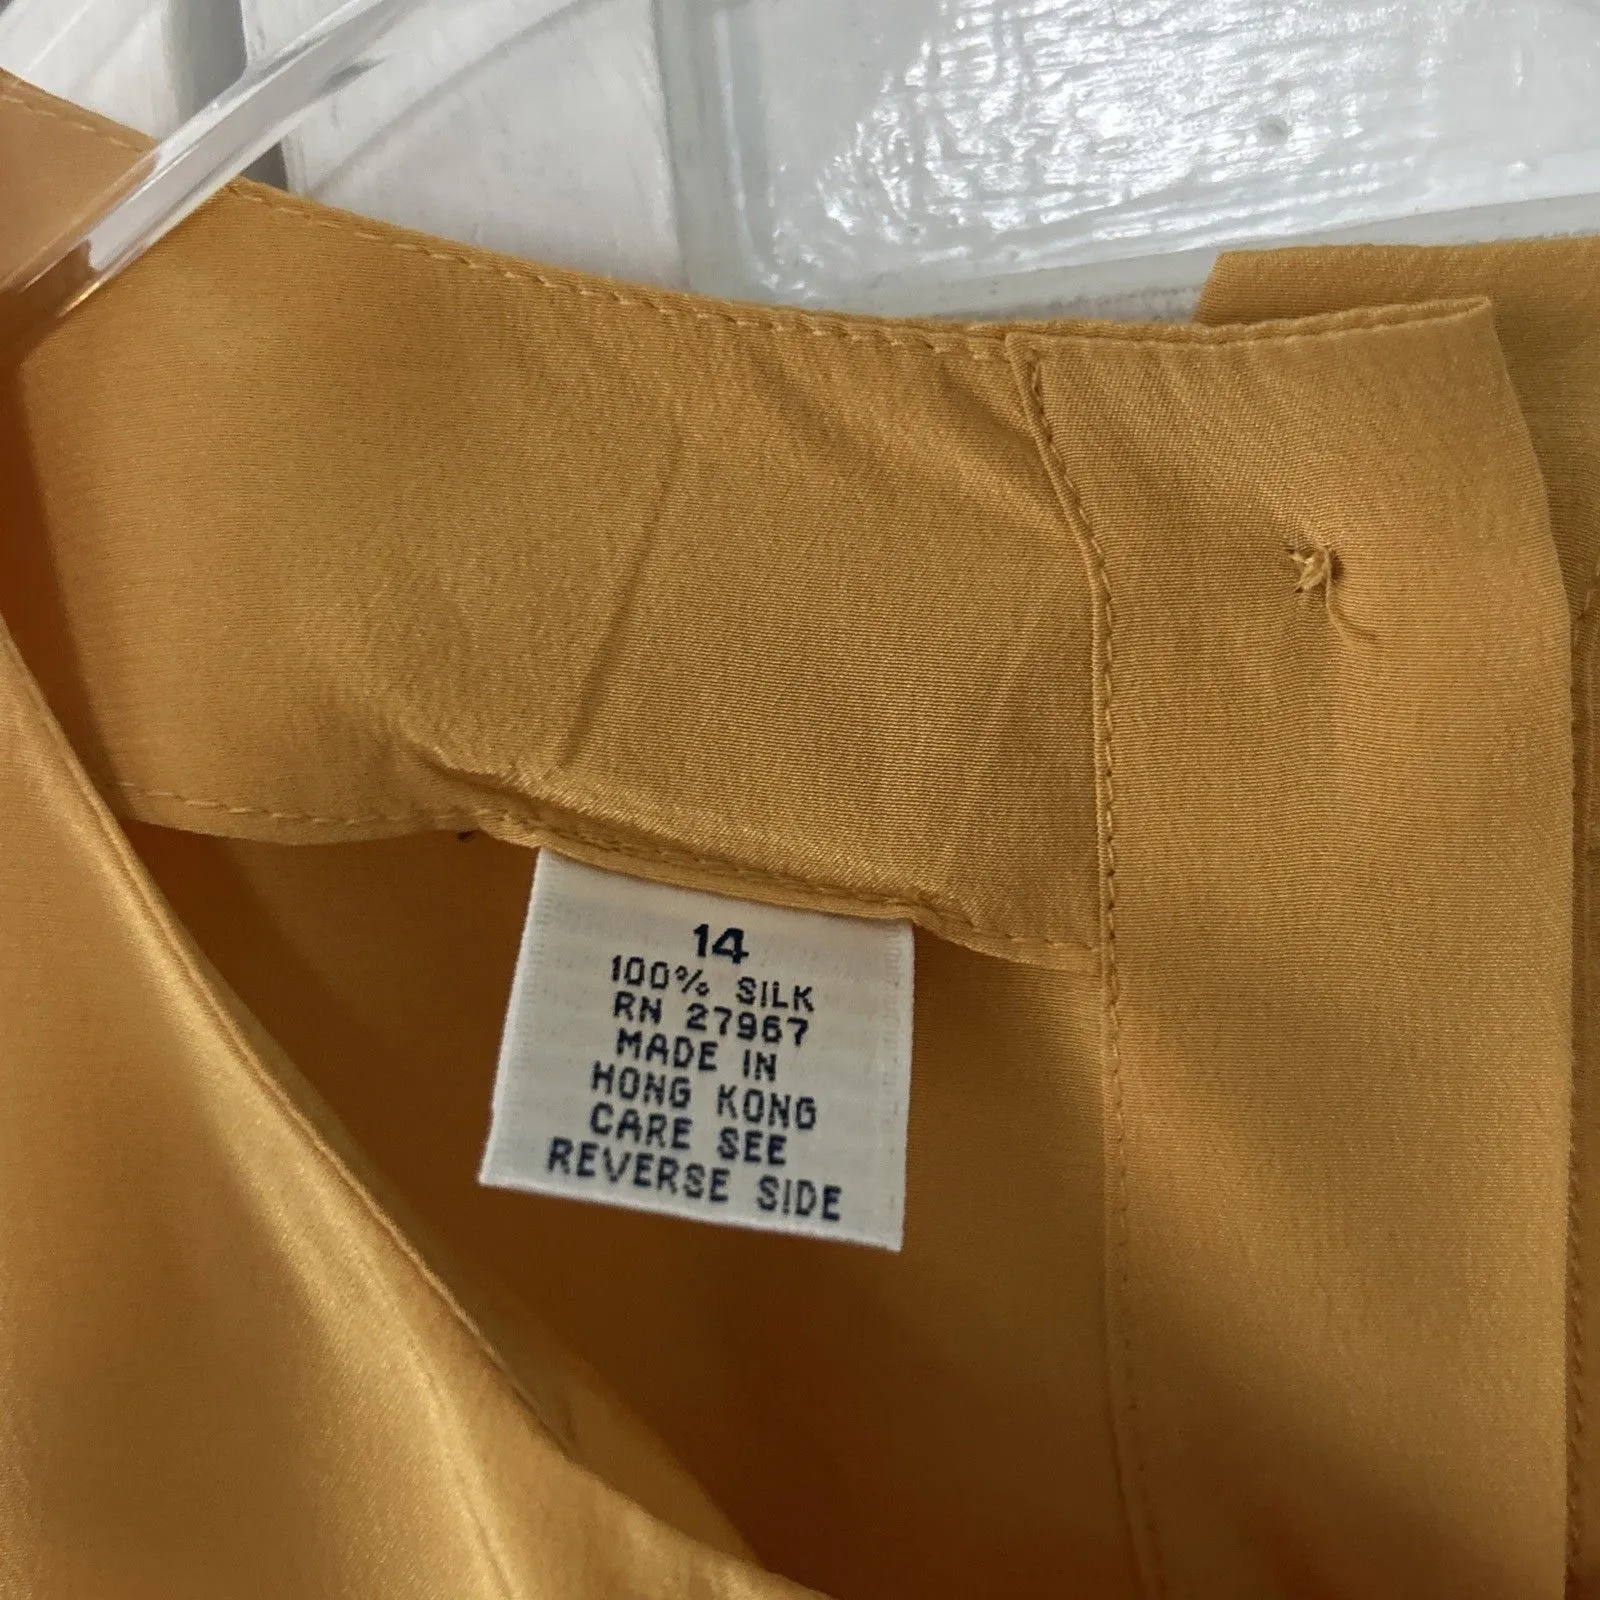 14
100% SILK
RN 27967
MADE IN
HONG KONG
CARE SEE
REVERSE SIDE